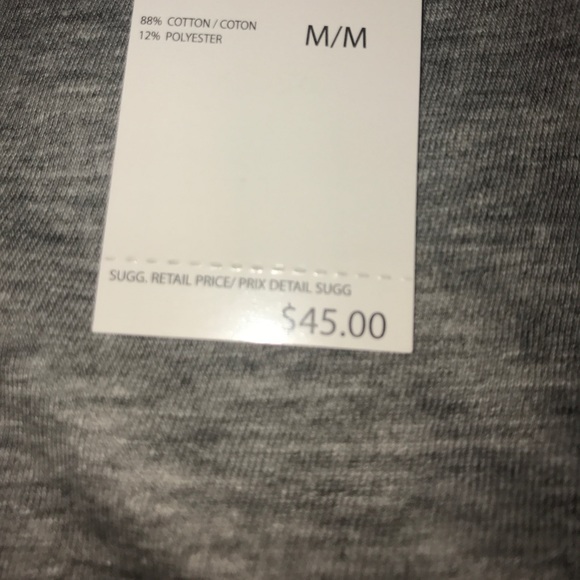 88% COTTON / COTON
12% POLYESTER
M/M
SUGG. RETAIL PRICE/ PRIX DETAIL SUGG
$45.00